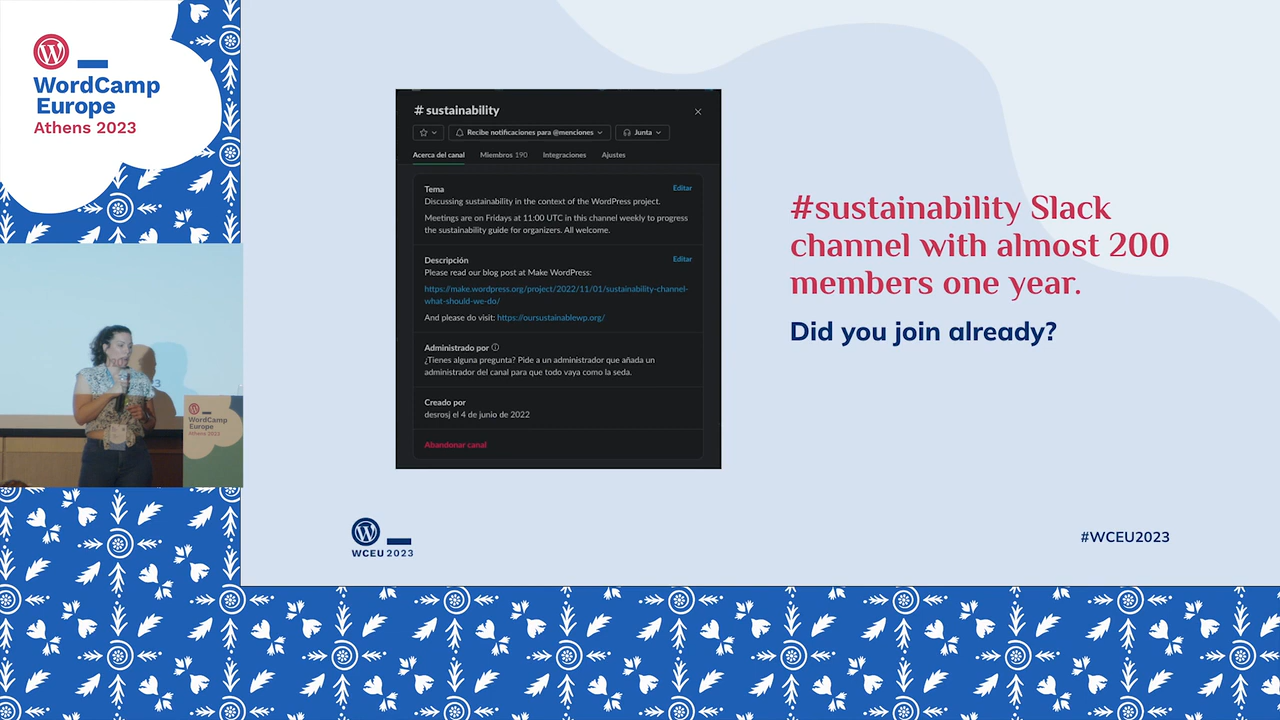 WordCamp
Europe
Athens 2023
# sustainability
Recibe notificaciones para @menciones
Junta
Acerca del canal
Miembros 190
Integraciones
Ajustes
Tema
Editar
Discussing sustainability in the context of the WordPress project.
Meetings are on Fridays at 11:00 UTC in this channel weekly to progress
the sustainability guide for organizers. All welcome.
Descripción
Editar
Please read our blog post at Make WordPress:
https://make.wordpress.org/project/2022/11/01/sustainability-channel-
what-should-we-do/
And please do visit: https://oursustainablewp.org/
Administrado por
¿Tienes alguna pregunta? Pide a un administrador que añada un
administrador del canal para que todo vaya como la seda.
Creado por
desrosj el 4 de junio de 2022
Abandonar canal
#sustainability Slack
channel with almost 200
members one year.
Did you join already?
WordCamp
Europe
Athens 2023
WCEU 2023
#WCEU2023